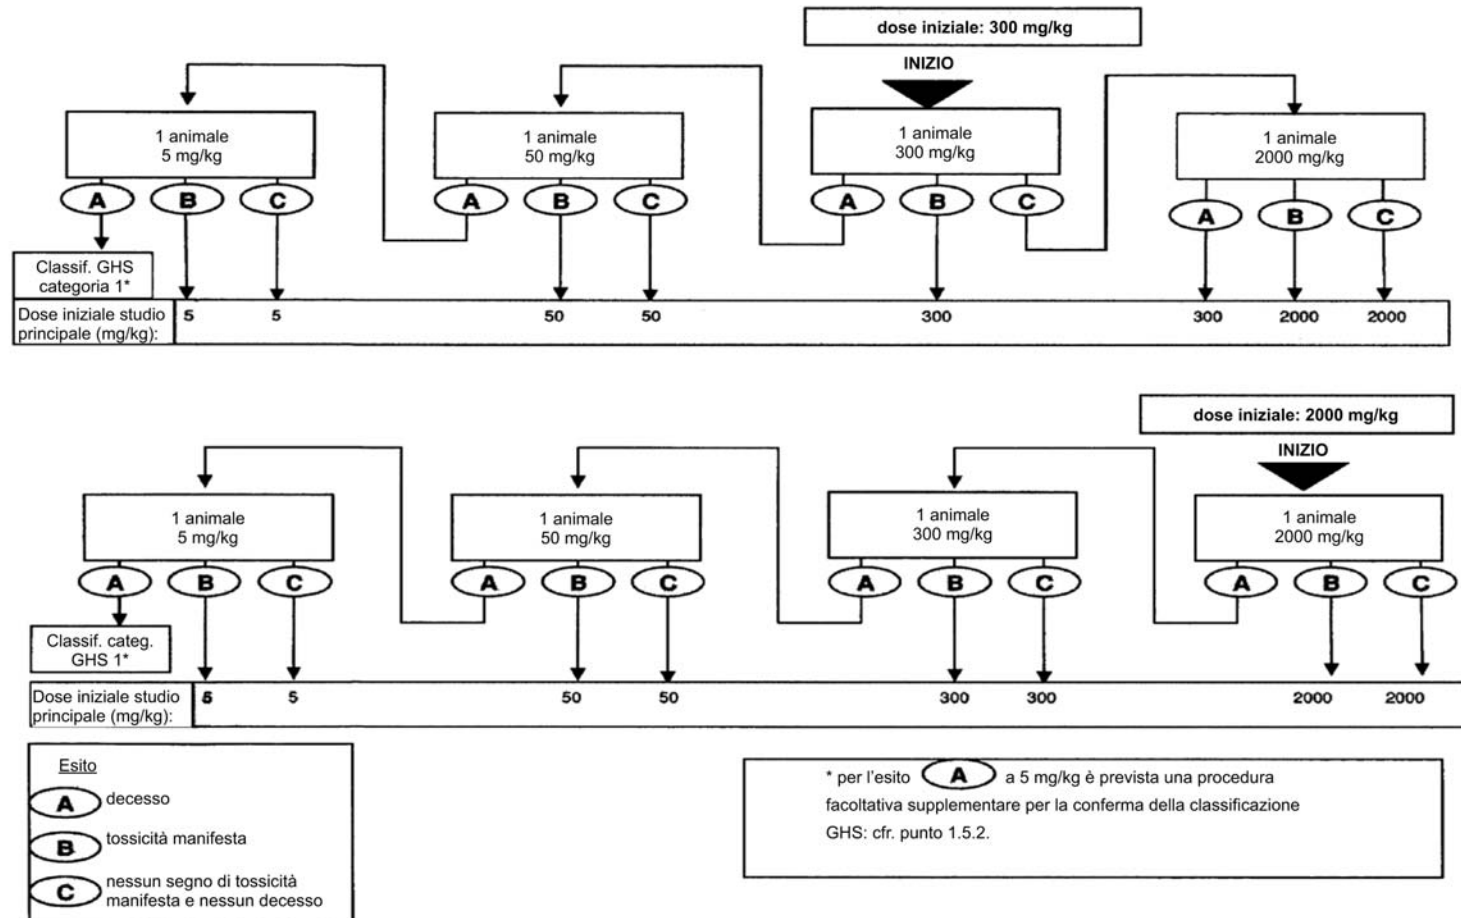 dose iniziale: 300 mg/kg
INIZIO
1 animale
5 mg/kg
1 animale
50 mg/kg
1 animale
300 mg/kg
1 animale
2000 mg/kg
A B C A B C A B C A B C
Classif. GHS
categoria 1*
Dose iniziale studio
principale (mg/kg):
5 5 50 50 300 300 2000 2000
dose iniziale: 2000 mg/kg
INIZIO
1 animale
5 mg/kg
1 animale
50 mg/kg
1 animale
300 mg/kg
1 animale
2000 mg/kg
A B C A B C A B C A B C
Classif. categ.
GHS 1*
Dose iniziale studio
principale (mg/kg):
5 5 50 50 300 300 2000 2000
Esito
A decesso
B tossicità manifesta
C nessun segno di tossicità
manifesta e nessun decesso
* per l'esito A a 5 mg/kg è prevista una procedura
facoltativa supplementare per la conferma della classificazione
GHS: cfr. punto 1.5.2.